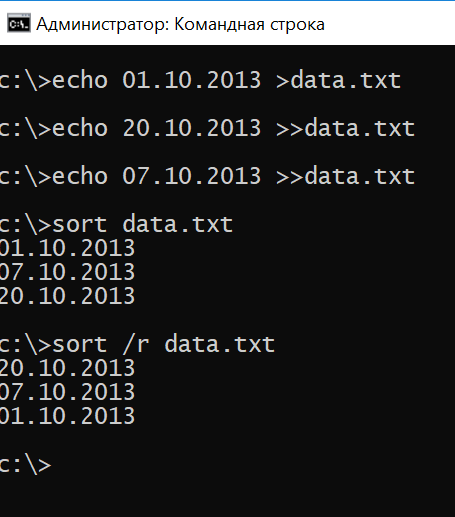 Администратор: Командная строка
c:\>echo 01.10.2013 >data.txt
c:\>echo 20.10.2013 >>data.txt
c:\>echo 07.10.2013 >>data.txt
c:\>sort data.txt
01.10.2013
07.10.2013
20.10.2013
c:\>sort /r data.txt
20.10.2013
07.10.2013
01.10.2013
c:\>